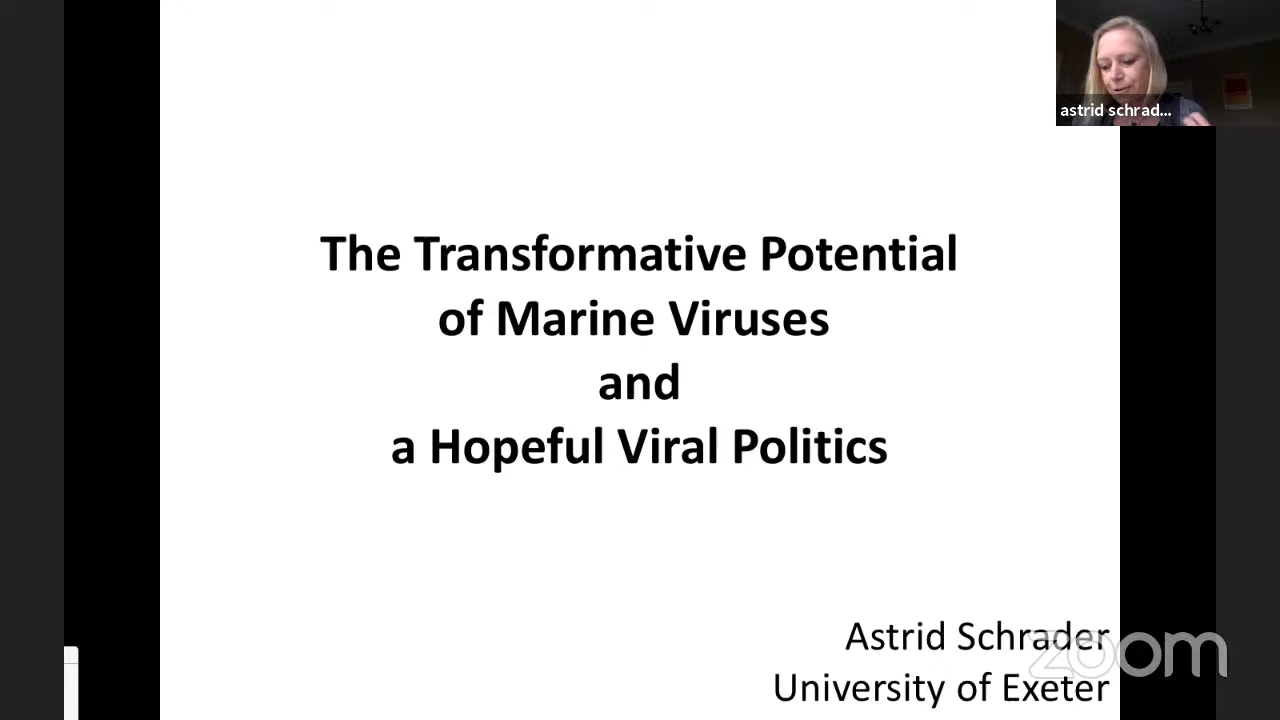 astrid schrad...
The Transformative Potential
of Marine Viruses
and
a Hopeful Viral Politics
Astrid Schrader
University of Exeter
zoom